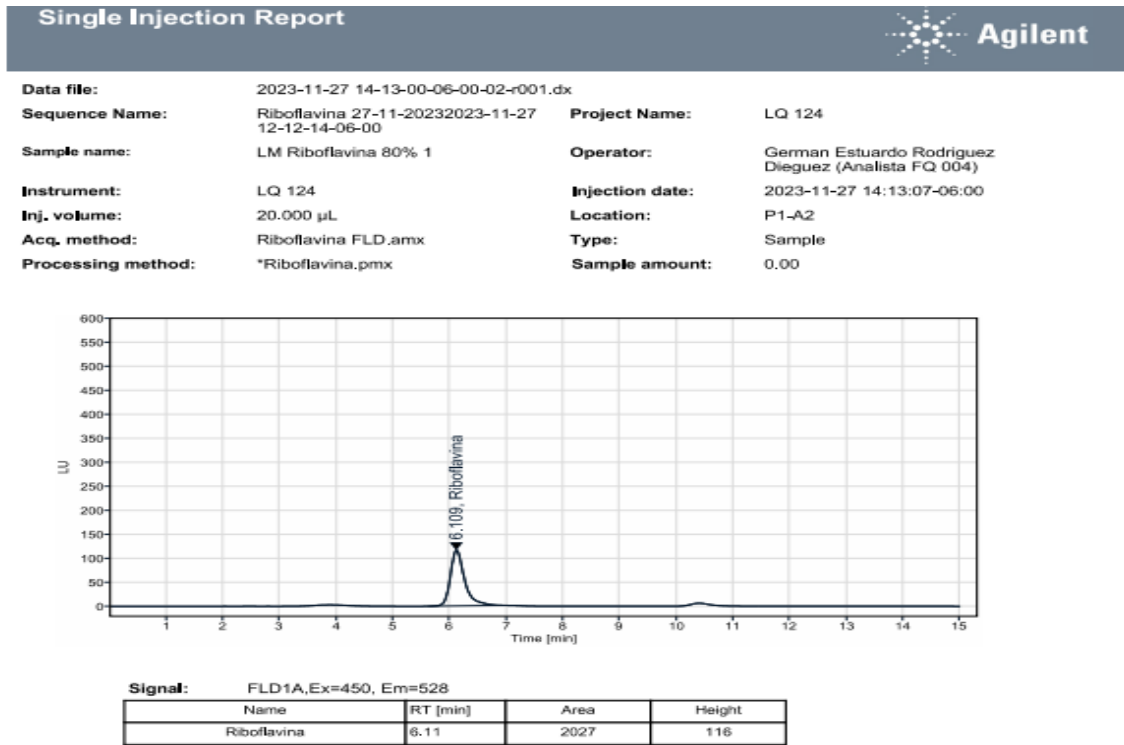 Single Injection Report
Agilent
Data file: 2023-11-27 14-13-00-06-00-02-r001.dx
Sequence Name: Riboflavina 27-11-20232023-11-27 Project Name: LQ 124
12-12-14-06-00
Sample name: LM Riboflavina 80% 1 Operator: German Estuardo Rodriguez
Dieguez (Analista FQ 004)
Instrument: LQ 124 Injection date: 2023-11-27 14:13:07-06:00
Inj. volume: 20.000 µL Location: P1-A2
Acq. method: Riboflavina FLD.amx Type: Sample
Processing method: *Riboflavina.pmx Sample amount: 0.00
600
550
500
450
400
350
300
250
200
150
100
50
0
LU
6.109, Riboflavina
1 2 3 4 5 6 7 8 9 10 11 12 13 14 15
Time [min]
Signal: FLD1A,Ex=450, Em=528
Name RT [min] Area Height
Riboflavina 6.11 2027 116